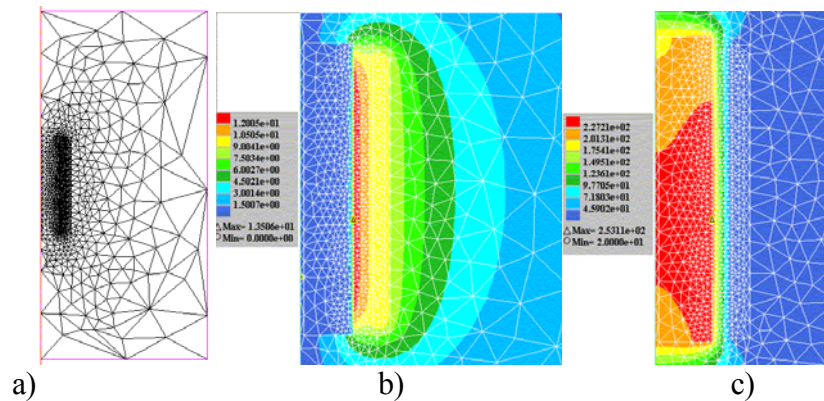 1.2005e+01
1.0505e+01
9.0041e+00
7.5034e+00
6.0027e+00
4.5021e+00
3.0014e+00
1.5007e+00
Max= 1.3506e+01
Min= 0.0000e+00
2.2721e+02
2.0131e+02
1.7541e+02
1.4951e+02
1.2361e+02
9.7705e+01
7.1803e+01
4.5902e+01
Max= 2.5311e+02
Min= 2.0000e+01
a)
b)
c)